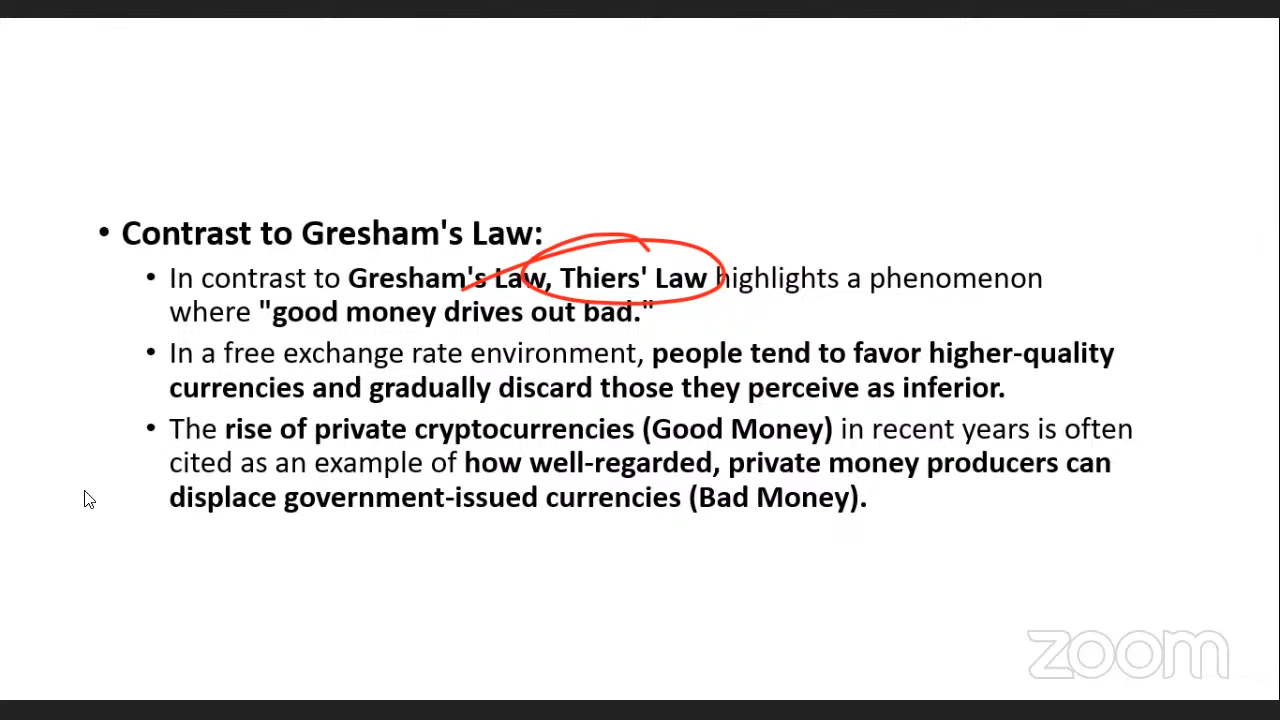 • Contrast to Gresham's Law:
• In contrast to Gresham's Law, Thiers' Law highlights a phenomenon
where "good money drives out bad."
• In a free exchange rate environment, people tend to favor higher-quality
currencies and gradually discard those they perceive as inferior.
• The rise of private cryptocurrencies (Good Money) in recent years is often
cited as an example of how well-regarded, private money producers can
displace government-issued currencies (Bad Money).
zoom